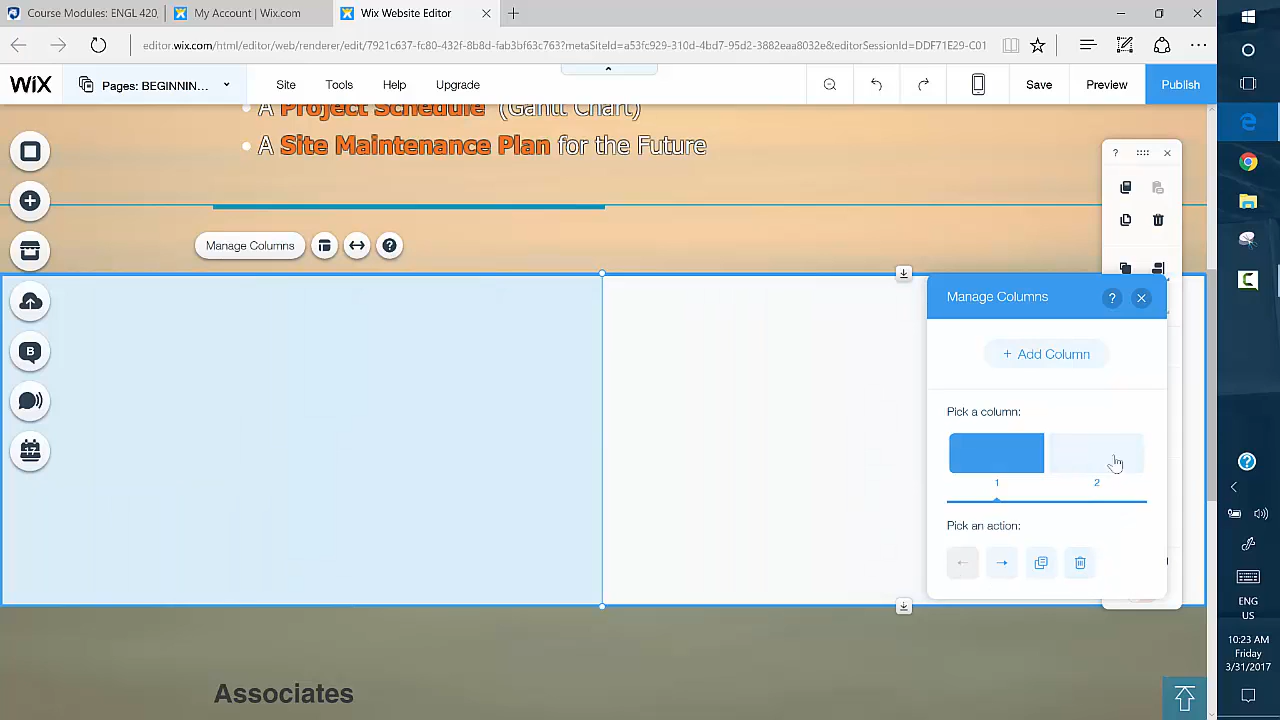 Course Modules: ENGL 420,
My Account | Wix.com
Wix Website Editor
editor.wix.com/html/editor/web/renderer/edit/7921c637-fc80-432f-8b8d-fab3bf63c763?metaSiteId=a53fc929-310d-4bd7-95d2-3882eaa8032e&editorSessionId=DDF71E29-C01
WiX
Pages: BEGINNIN...
Site
Tools
Help
Upgrade
Save
Preview
Publish
• A Project Schedule (Gantt Chart)
• A Site Maintenance Plan for the Future
Manage Columns
Manage Columns
+ Add Column
Pick a column:
1
2
Pick an action:
Associates
ENG
US
10:23 AM
Friday
3/31/2017